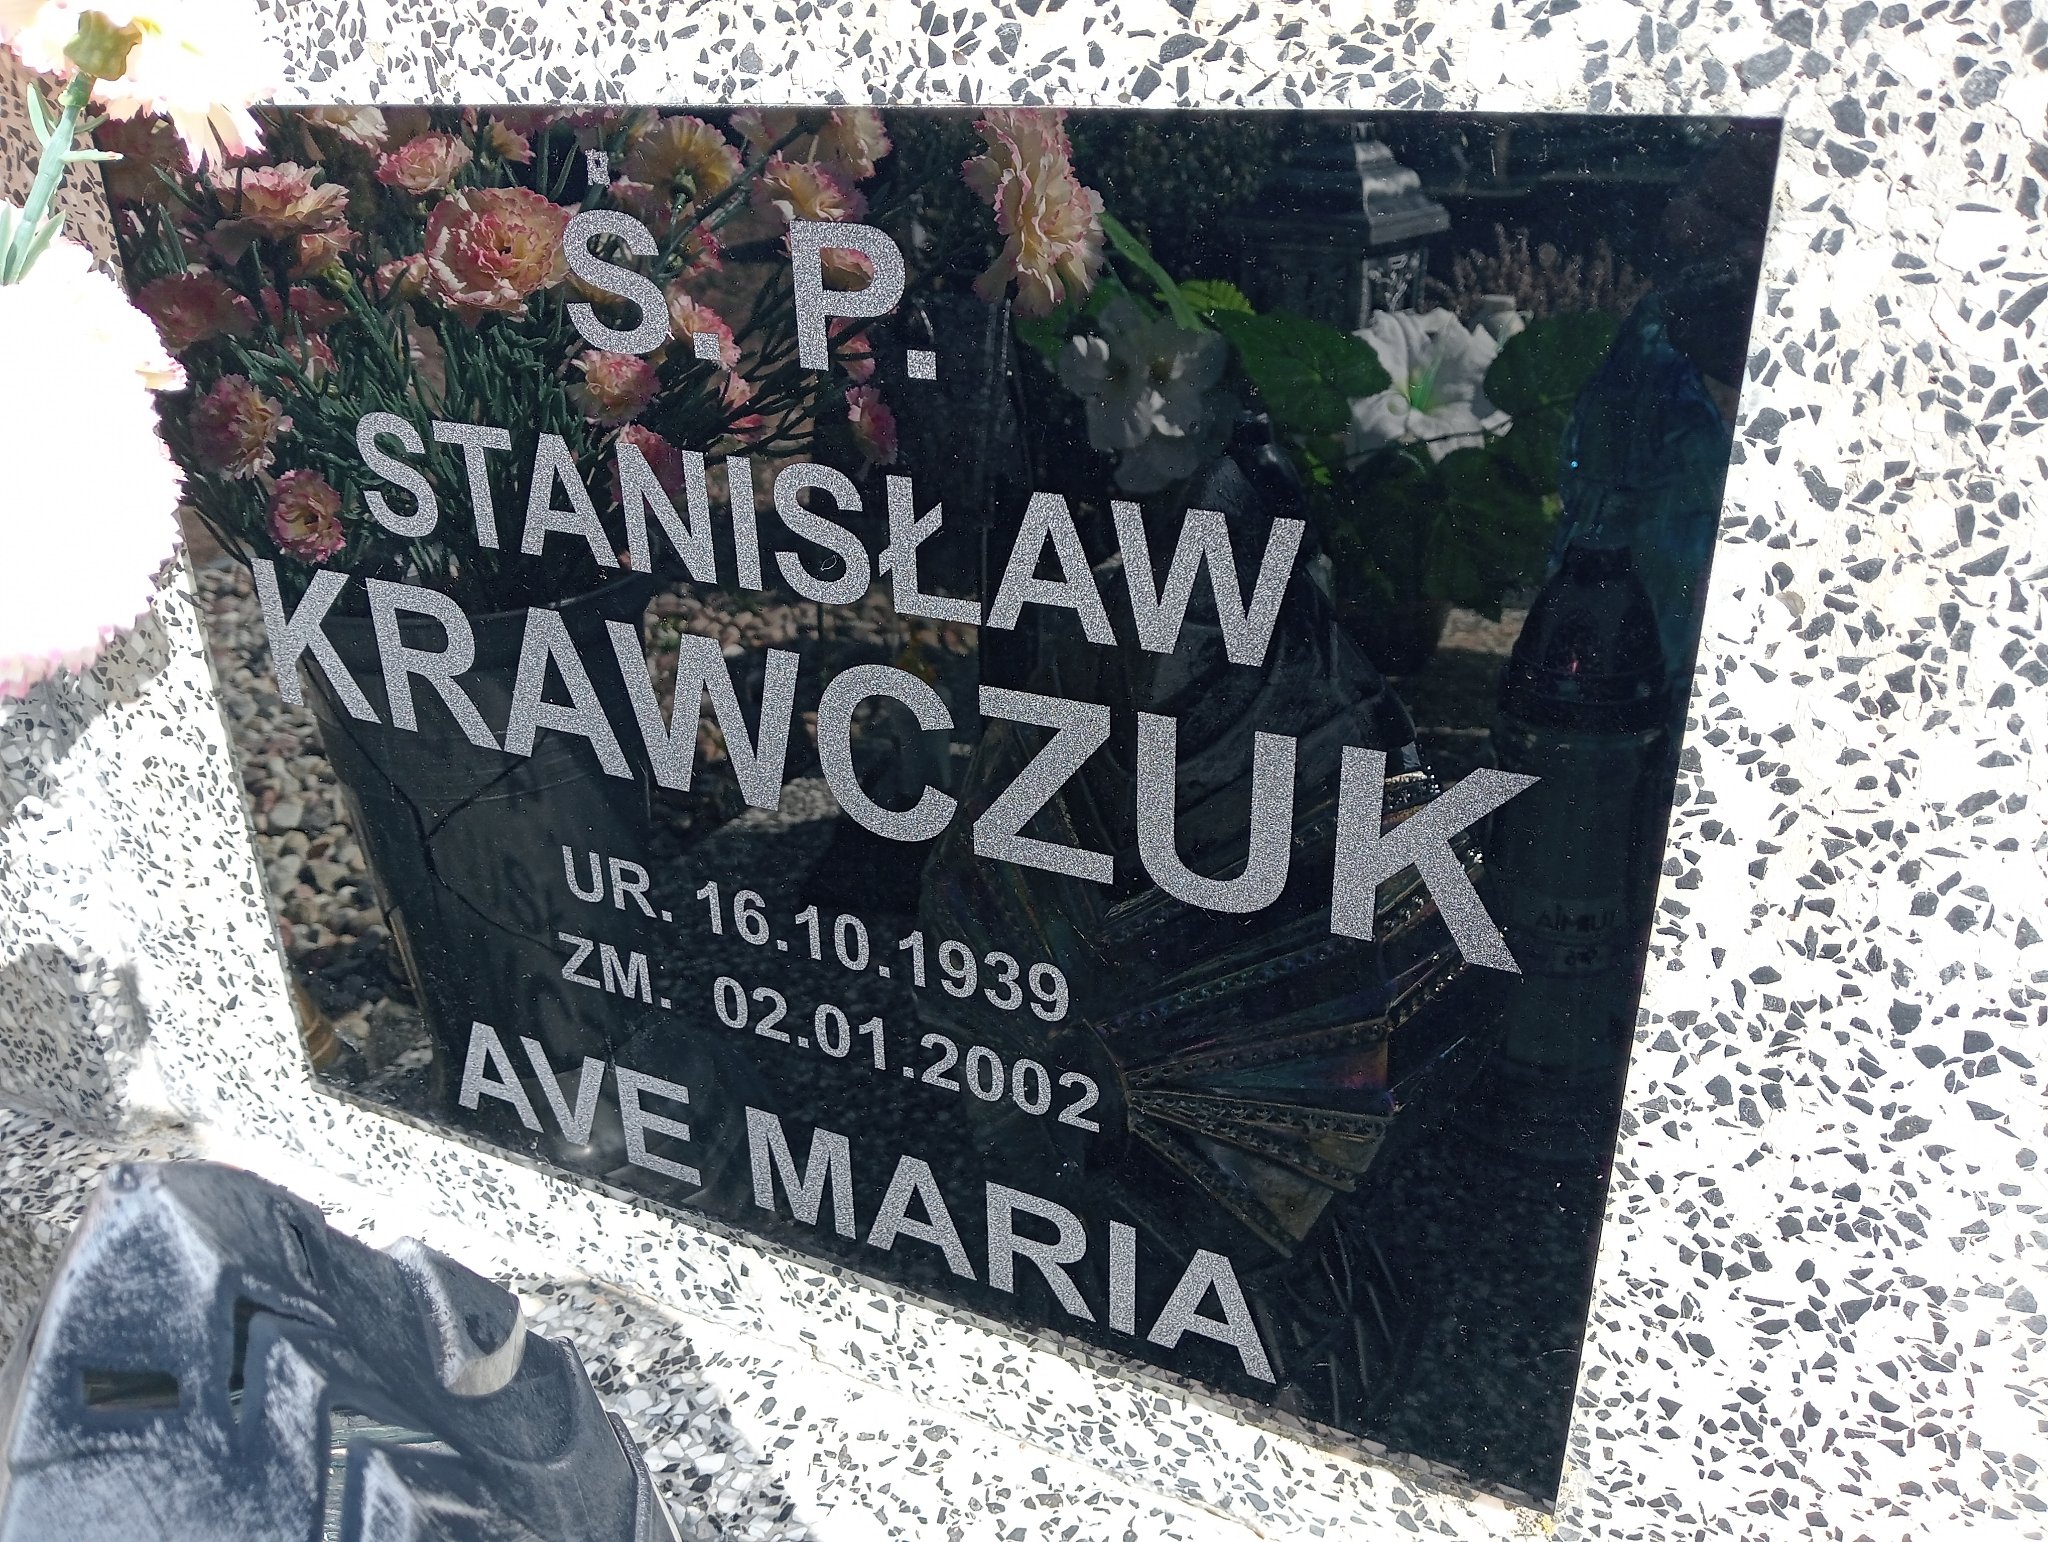 Ś. P.
STANISŁAW
KRAWCZUK
UR. 16.10.1939
ZM. 02.01.2002
AVE MARIA